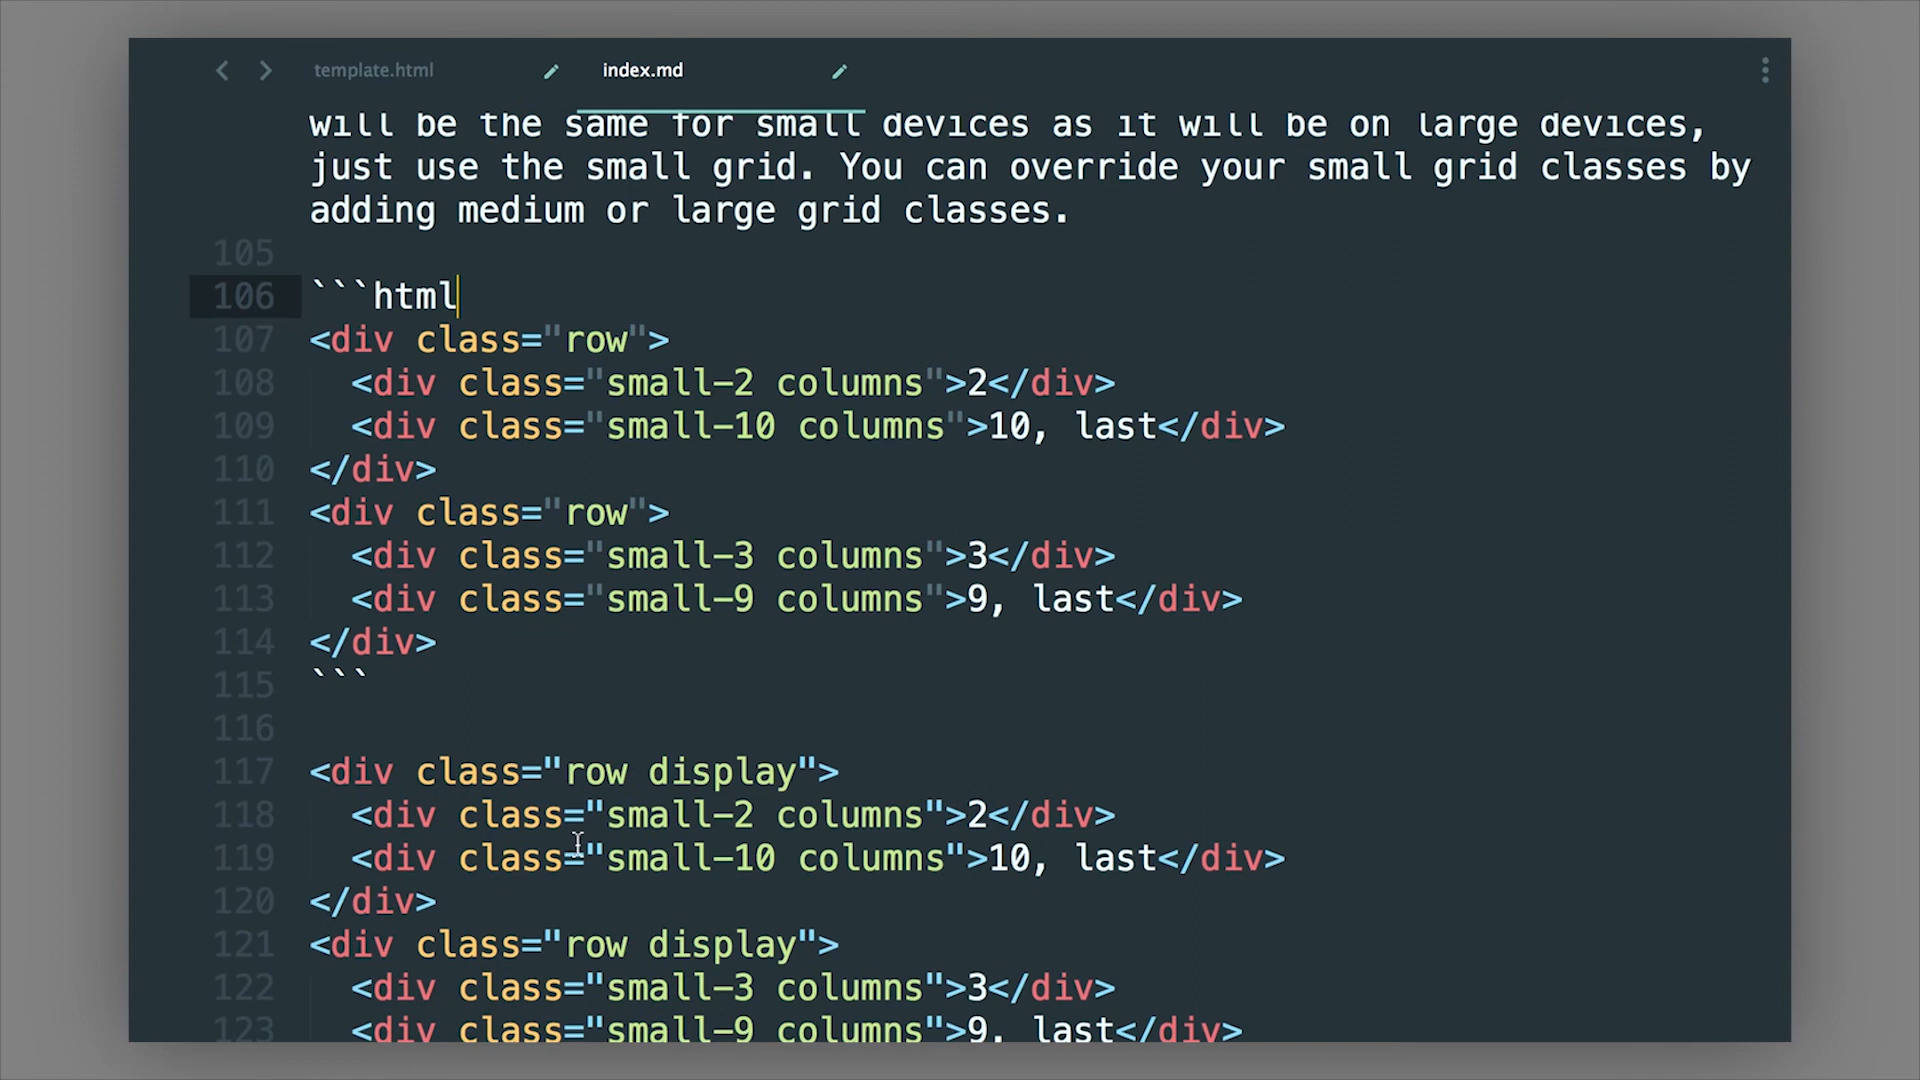 template.html index.md
will be the same for small devices as it will be on large devices,
just use the small grid. You can override your small grid classes by
adding medium or large grid classes.
105
106 ```html
107 <div class="row">
108   <div class="small-2 columns">2</div>
109   <div class="small-10 columns">10, last</div>
110 </div>
111 <div class="row">
112   <div class="small-3 columns">3</div>
113   <div class="small-9 columns">9, last</div>
114 </div>
115 ```
116
117 <div class="row display">
118   <div class="small-2 columns">2</div>
119   <div class="small-10 columns">10, last</div>
120 </div>
121 <div class="row display">
122   <div class="small-3 columns">3</div>
123   <div class="small-9 columns">9, last</div>